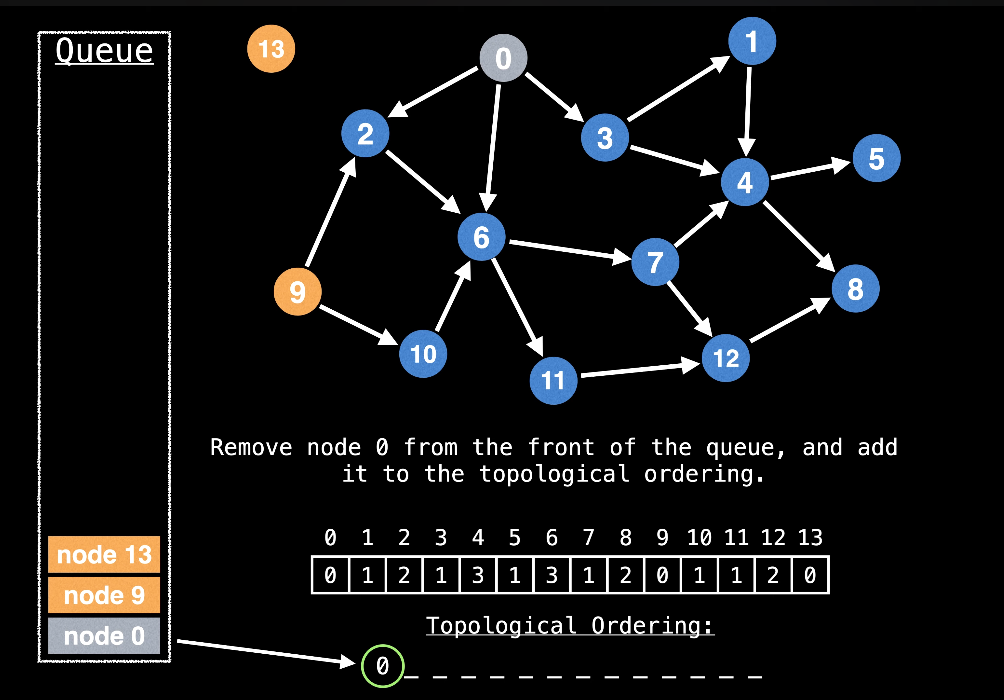 Queue
13
0
1
2
3
5
4
6
7
9
8
10
12
11
Remove node 0 from the front of the queue, and add
it to the topological ordering.
node 13
node 9
node 0
0 1 2 3 4 5 6 7 8 9 10 11 12 13
0 1 2 1 3 1 3 1 2 0 1 1 2 0
Topological Ordering:
0 _ _ _ _ _ _ _ _ _ _ _ _ _